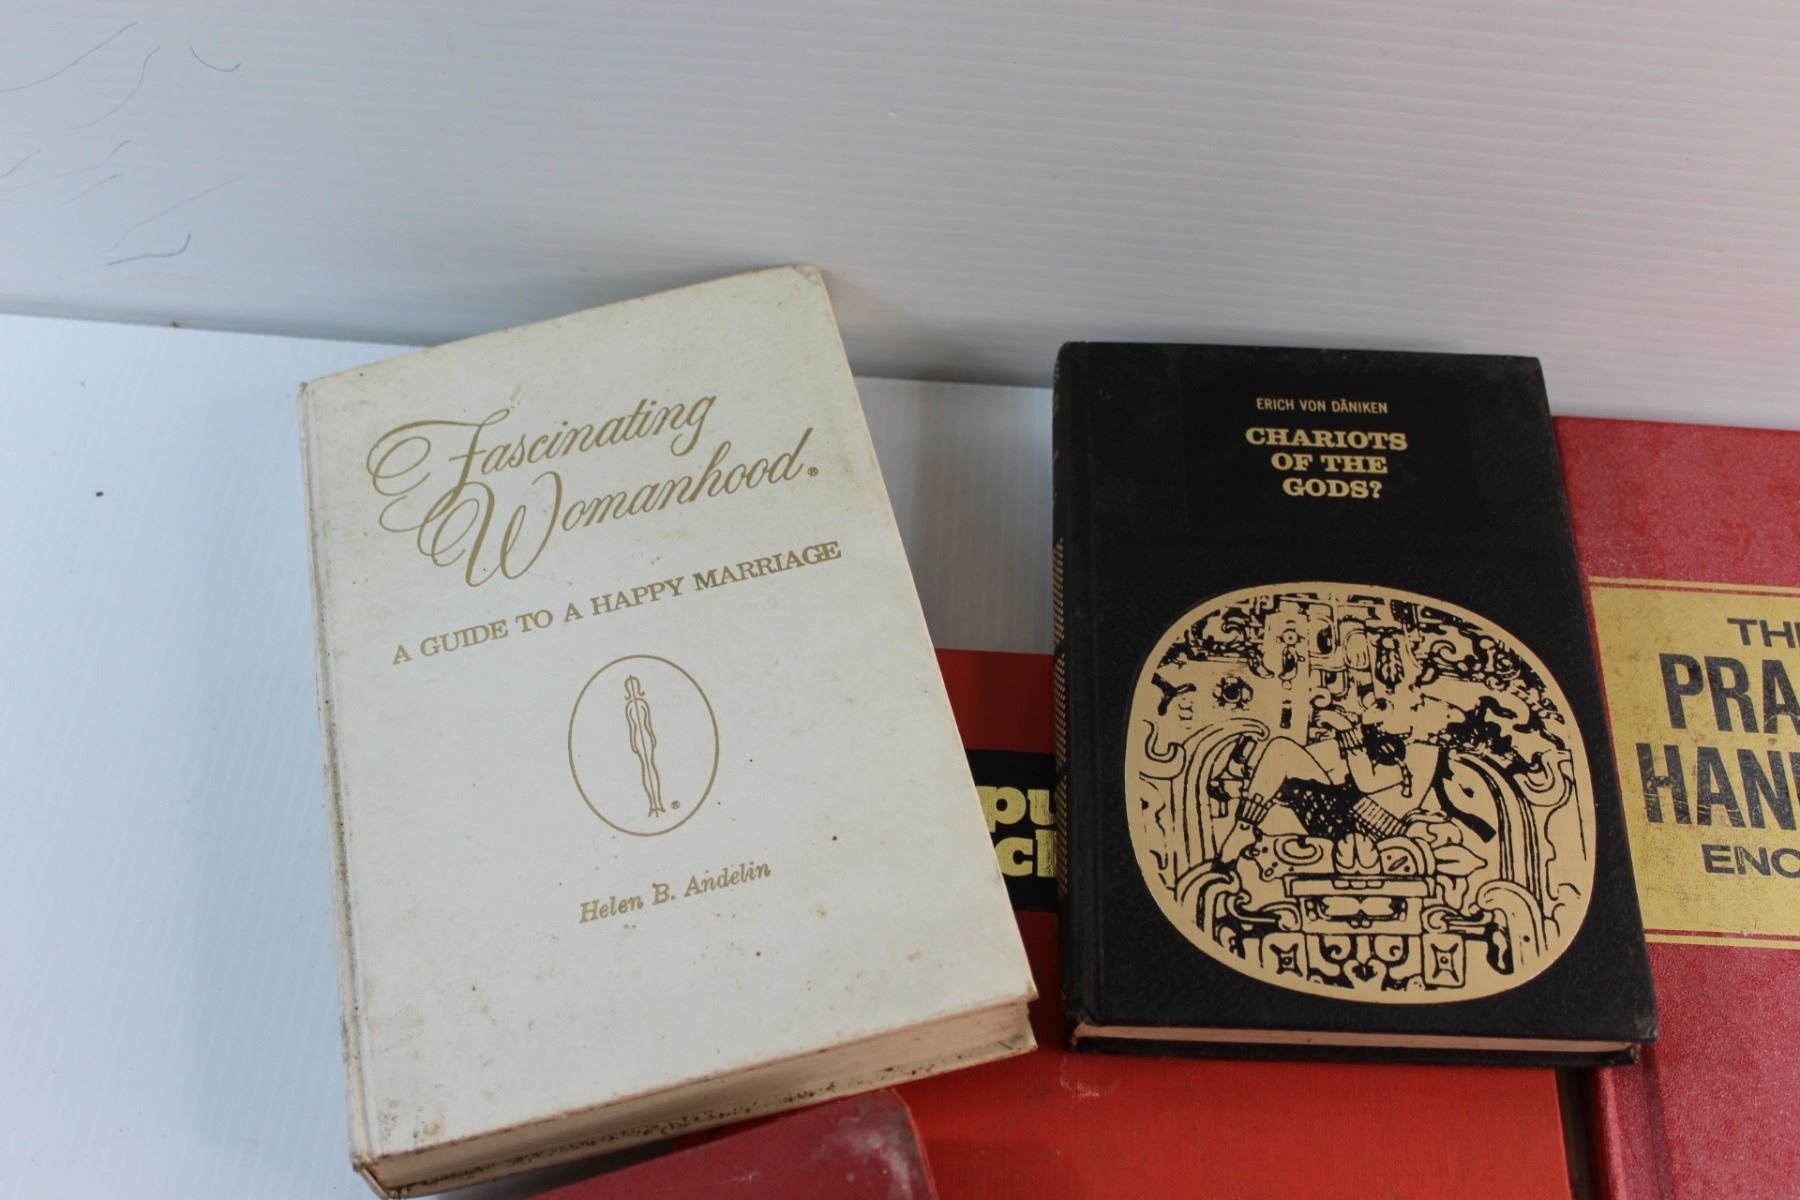 Fascinating
Womanhood®
A GUIDE TO A HAPPY MARRIAGE
®
Helen B. Andelin
ERICH VON DÄNIKEN
CHARIOTS
OF THE
GODS?